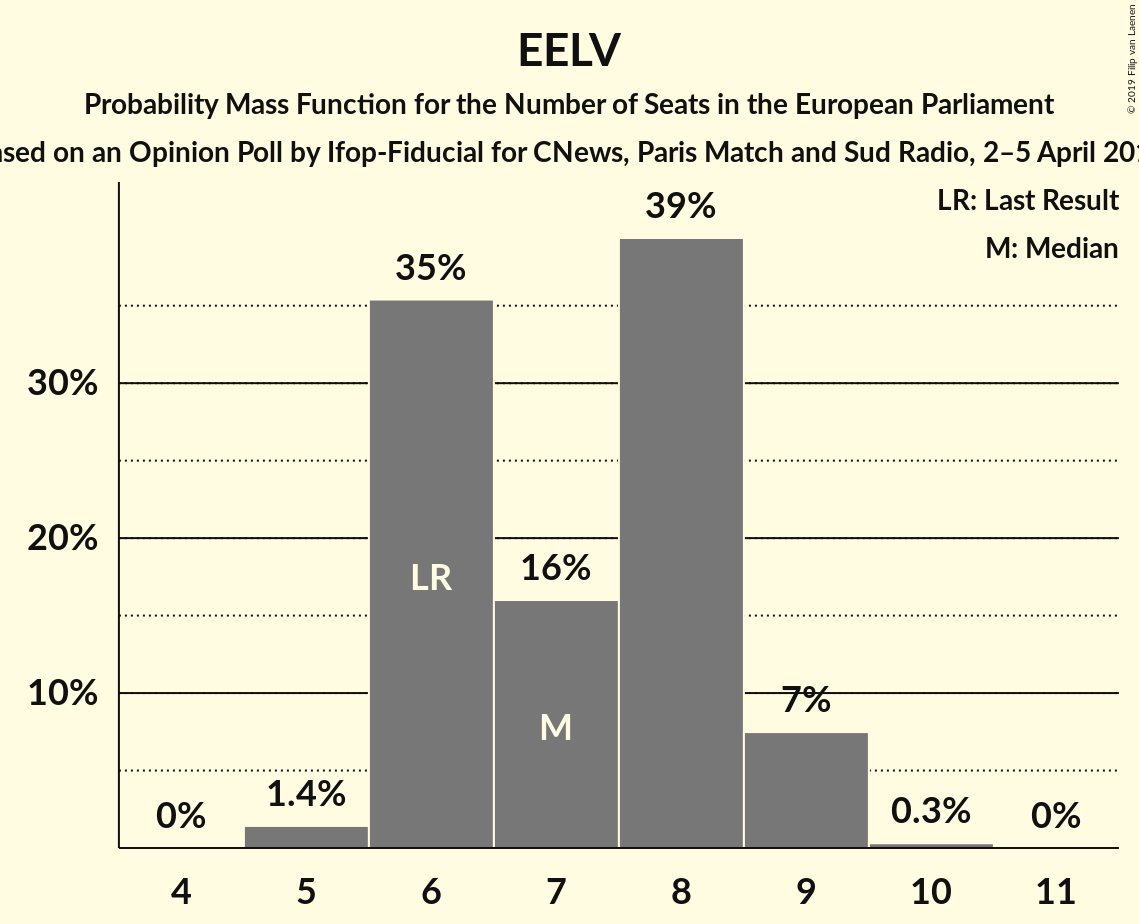 EELV
Probability Mass Function for the Number of Seats in the European Parliament
on an Opinion Poll by Ifop-Fiducial for CNews, Paris Match and Sud Radio, 2–5 April
© 2019 Filip van Laenen
LR: Last Result
M: Median
39%
35%
30%
20%
16%
LR
10%
7%
M
1.4%
0.3%
0%
0%
4 5 6 7 8 9 10 11